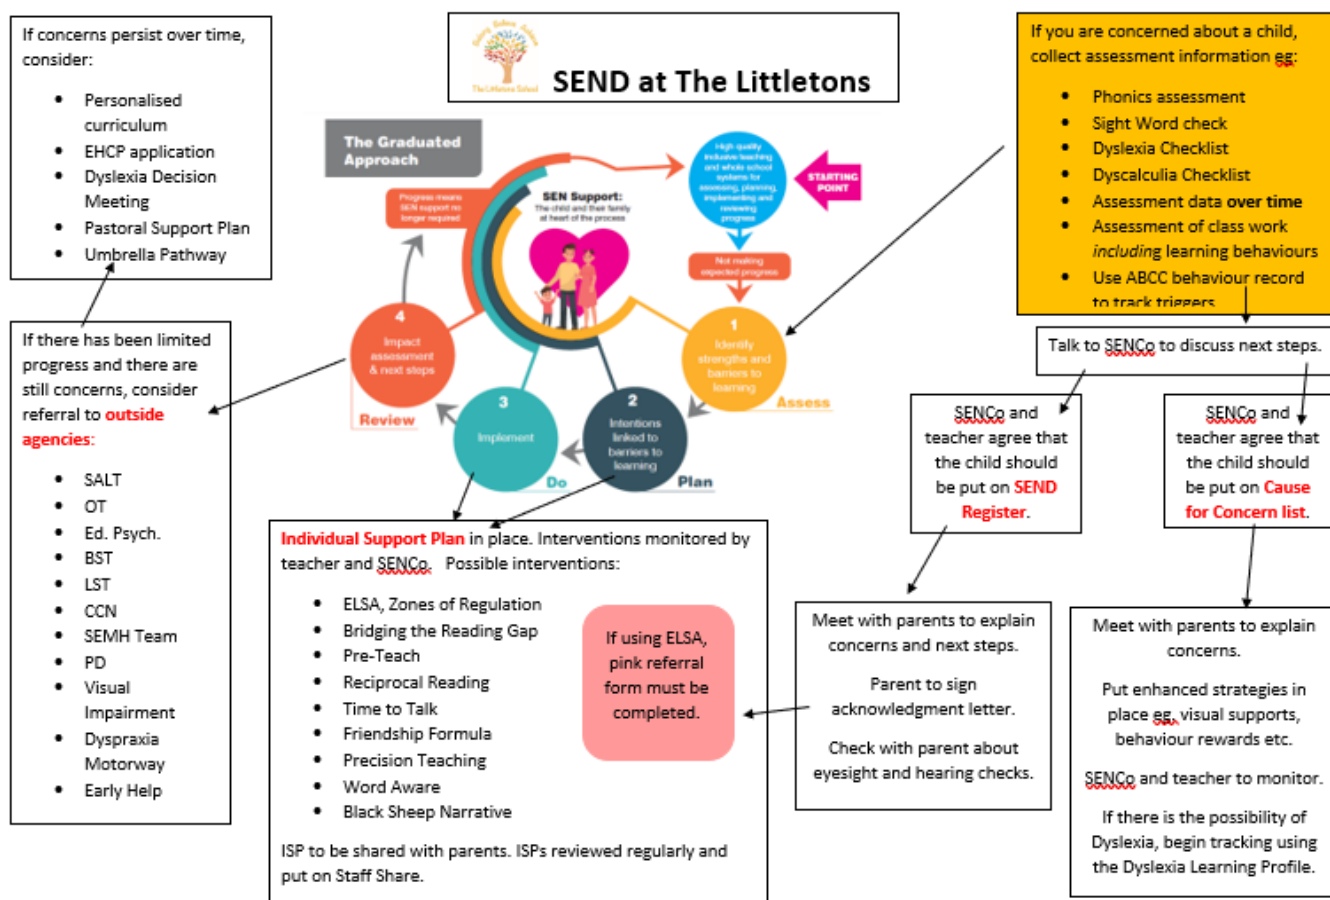 SEND at The Littletons
The Littletons School
If concerns persist over time,
consider:
Personalised
curriculum
EHCP application
Dyslexia Decision
Meeting
Pastoral Support Plan
Umbrella Pathway
If there has been limited
progress and there are
still concerns, consider
referral to outside
agencies:
SALT
OT
Ed. Psych.
BST
LST
CCN
SEMH Team
PD
Visual
Impairment
Dyspraxia
Motorway
Early Help
The Graduated
Approach
Progress means
SEN support no
longer required
SEN Support:
The child and their family
at heart of the process
High quality
inclusive teaching
and whole school
systems for
assessing, planning,
implementing and
reviewing
progress
STARTING
POINT
Not making
expected progress
1
Identify
strengths and
barriers to
learning
Assess
2
Intentions
linked to
barriers to
learning
Plan
3
Implement
Do
4
Impact
assessment
& next steps
Review
If you are concerned about a child,
collect assessment information eg:
Phonics assessment
Sight Word check
Dyslexia Checklist
Dyscalculia Checklist
Assessment data over time
Assessment of class work
including learning behaviours
Use ABCC behaviour record
to track triggers
Talk to SENCo to discuss next steps.
SENCo and
teacher agree that
the child should
be put on SEND
Register.
SENCo and
teacher agree that
the child should
be put on Cause
for Concern list.
Individual Support Plan in place. Interventions monitored by
teacher and SENCo. Possible interventions:
ELSA, Zones of Regulation
Bridging the Reading Gap
Pre-Teach
Reciprocal Reading
Time to Talk
Friendship Formula
Precision Teaching
Word Aware
Black Sheep Narrative
ISP to be shared with parents. ISPs reviewed regularly and
put on Staff Share.
If using ELSA,
pink referral
form must be
completed.
Meet with parents to explain
concerns and next steps.
Parent to sign
acknowledgment letter.
Check with parent about
eyesight and hearing checks.
Meet with parents to explain
concerns.
Put enhanced strategies in
place eg. visual supports,
behaviour rewards etc.
SENCo and teacher to monitor.
If there is the possibility of
Dyslexia, begin tracking using
the Dyslexia Learning Profile.